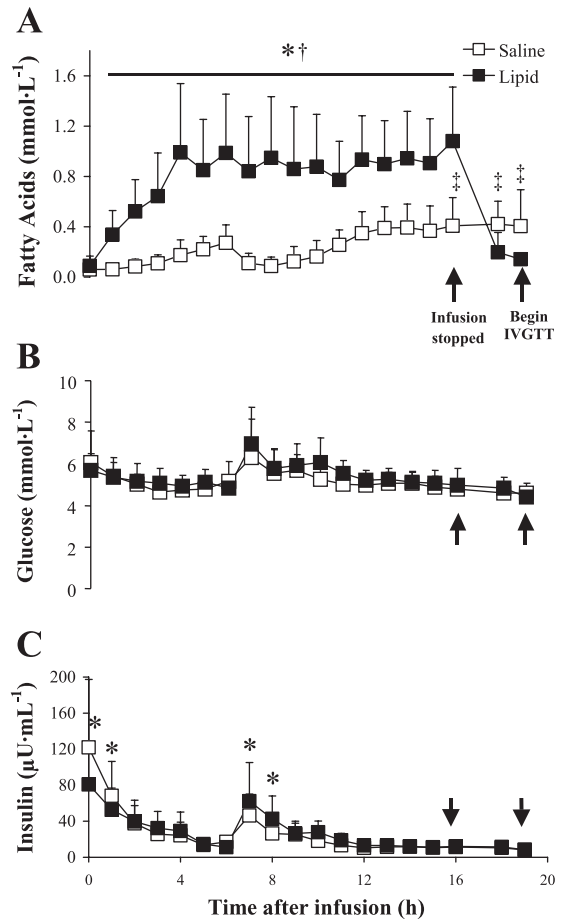 A
* †
Saline
Lipid
Fatty Acids (mmol·L-1)
1.6
1.2
0.8
0.4
0.0
‡ ‡ ‡
Infusion stopped
Begin IVGTT
B
Glucose (mmol·L-1)
10
8
6
4
2
0
C
Insulin (µU·mL-1)
200
160
120
80
40
0
*
*
*
*
0 4 8 12 16 20
Time after infusion (h)